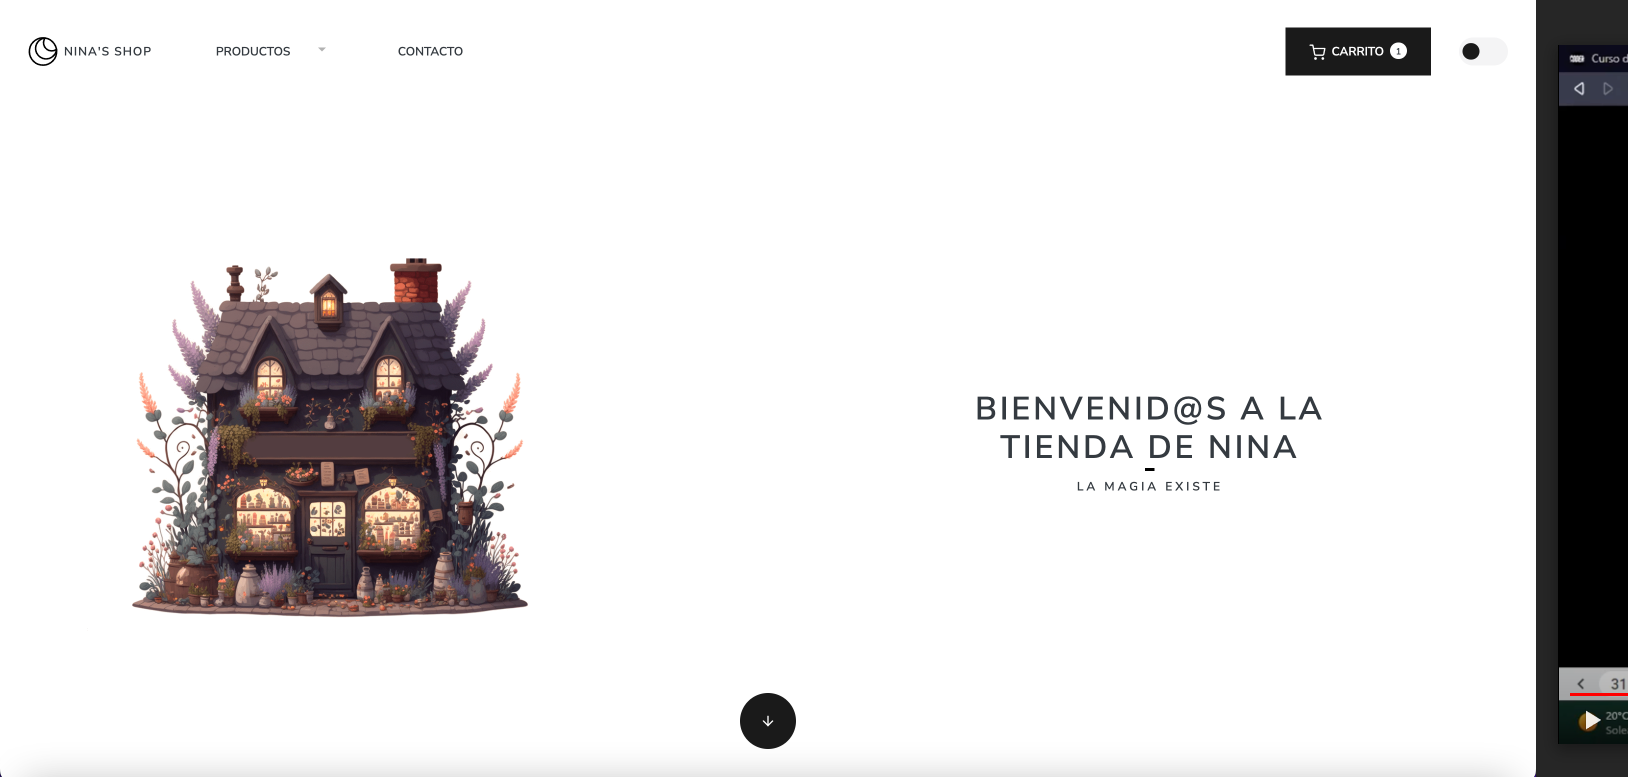 NINA'S SHOP
PRODUCTOS
CONTACTO
CARRITO 1
BIENVENID@S A LA
TIENDA DE NINA
LA MAGIA EXISTE
Curso d
31
20°C
Sole